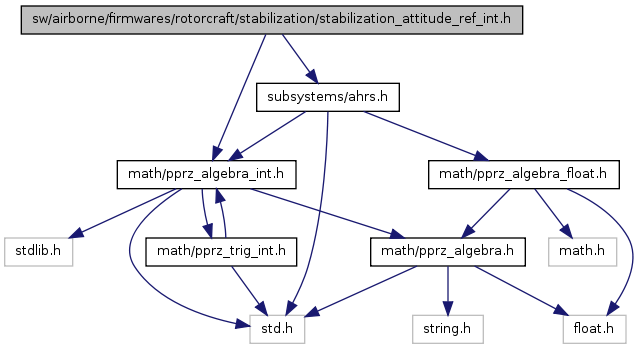 sw/airborne/firmwares/rotorcraft/stabilization/stabilization_attitude_ref_int.h
subsystems/ahrs.h
math/pprz_algebra_int.h
math/pprz_algebra_float.h
stdlib.h
math/pprz_trig_int.h
math/pprz_algebra.h
math.h
std.h
string.h
float.h